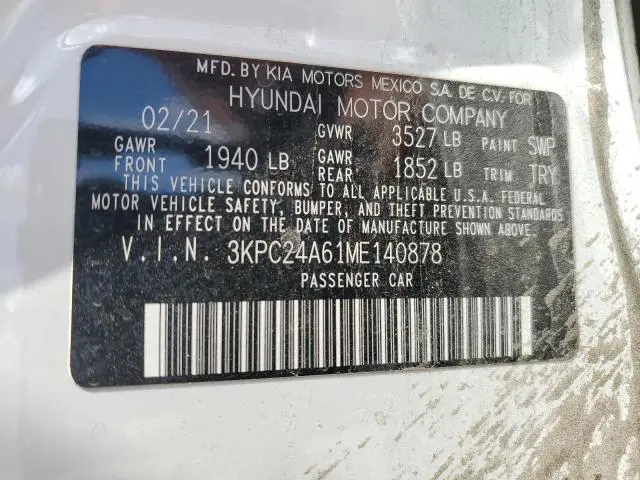 MFD. BY KIA MOTORS MEXICO S.A. DE C.V. FOR
HYUNDAI MOTOR COMPANY
02/21 GVWR 3527 LB PAINT SWP
GAWR FRONT 1940 LB GAWR REAR 1852 LB TRIM TRY
THIS VEHICLE CONFORMS TO ALL APPLICABLE U.S.A. FEDERAL
MOTOR VEHICLE SAFETY, BUMPER, AND THEFT PREVENTION STANDARDS
IN EFFECT ON THE DATE OF MANUFACTURE SHOWN ABOVE.
V.I.N. 3KPC24A61ME140878
PASSENGER CAR